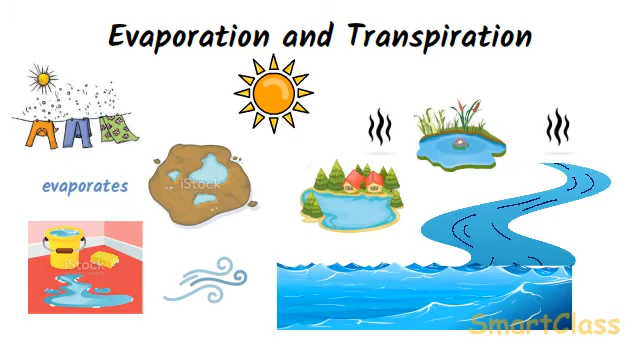 Evaporation and Transpiration
evaporates
iStock
iStock
SmartClass